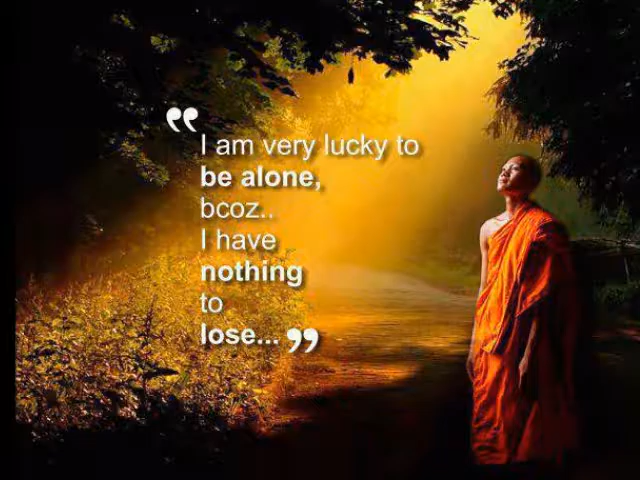 “I am very lucky to
be alone,
bcoz..
I have
nothing
to
lose...”